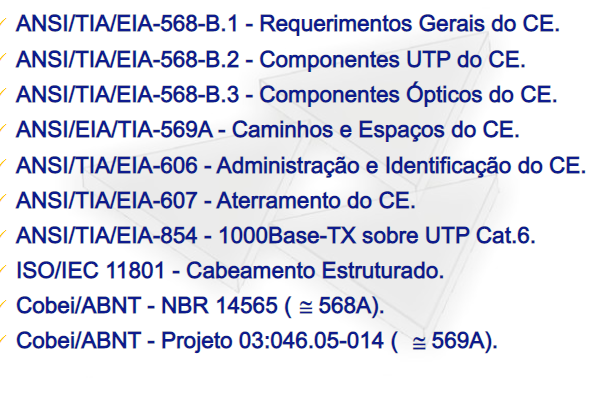 ANSI/TIA/EIA-568-B.1 - Requerimentos Gerais do CE.
ANSI/TIA/EIA-568-B.2 - Componentes UTP do CE.
ANSI/TIA/EIA-568-B.3 - Componentes Ópticos do CE.
ANSI/EIA/TIA-569A - Caminhos e Espaços do CE.
ANSI/TIA/EIA-606 - Administração e Identificação do CE.
ANSI/TIA/EIA-607 - Aterramento do CE.
ANSI/TIA/EIA-854 - 1000Base-TX sobre UTP Cat.6.
ISO/IEC 11801 - Cabeamento Estruturado.
Cobei/ABNT - NBR 14565 ( ≅ 568A).
Cobei/ABNT - Projeto 03:046.05-014 ( ≅ 569A).